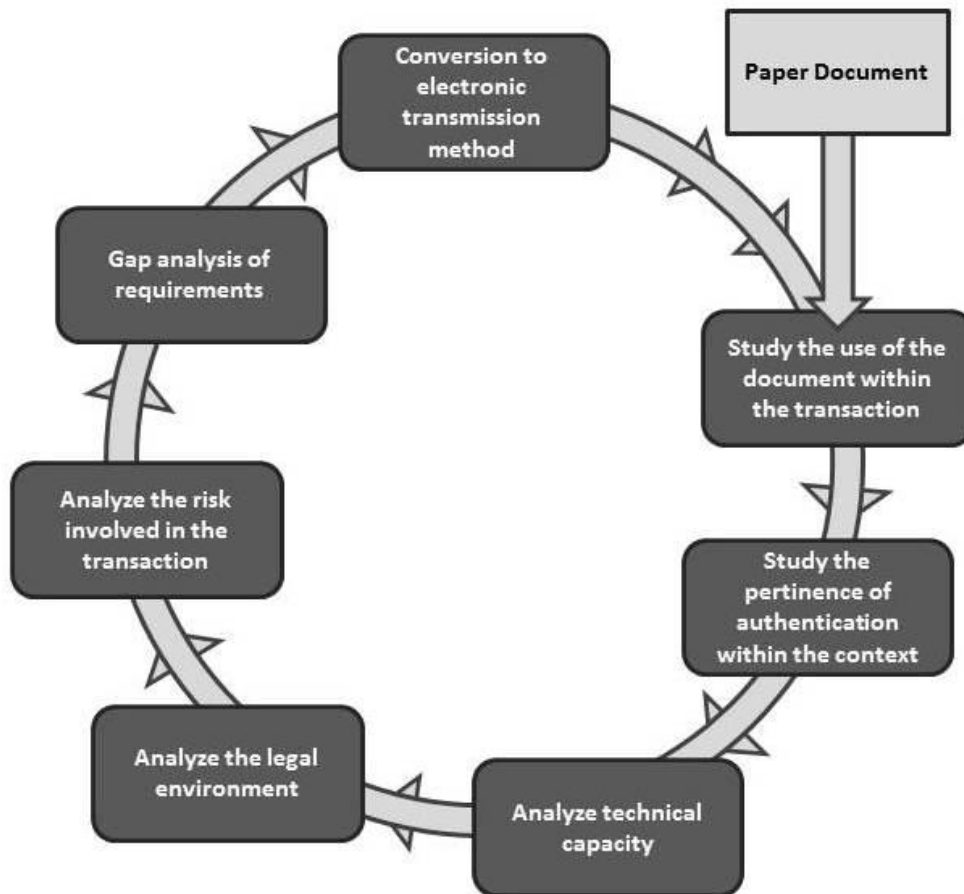 Paper Document
Conversion to
electronic
transmission
method
Study the use of the
document within
the transaction
Study the
pertinence of
authentication
within the context
Analyze technical
capacity
Analyze the legal
environment
Analyze the risk
involved in the
transaction
Gap analysis of
requirements